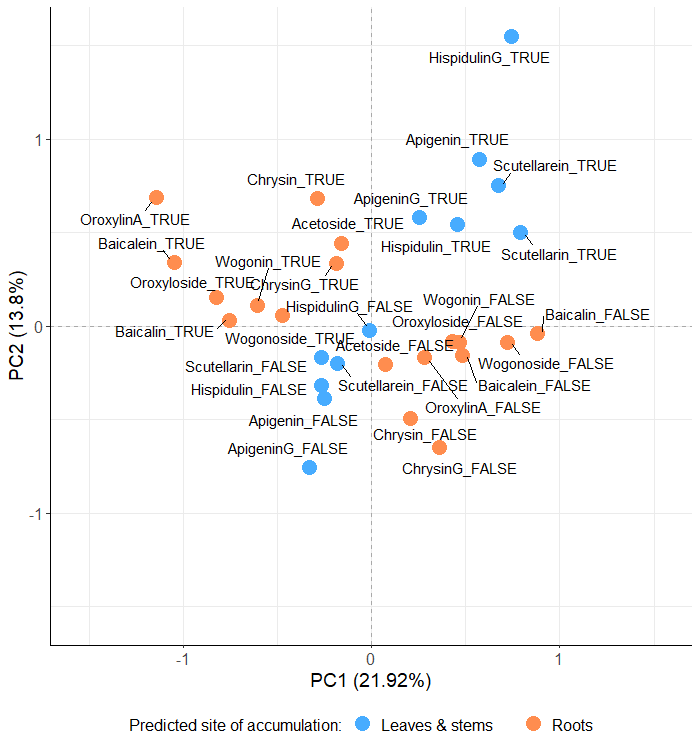 HispidulinG_TRUE
Apigenin_TRUE
Scutellarein_TRUE
Chrysin_TRUE
ApigeninG_TRUE
OroxylinA_TRUE
Acetoside_TRUE
Baicalein_TRUE
Hispidulin_TRUE
Scutellarin_TRUE
Wogonin_TRUE
Oroxyloside_TRUE
ChrysinG_TRUE
HispidulinG_FALSE
Wogonin_FALSE
Baicalin_FALSE
Oroxyloside_FALSE
Baicalin_TRUE
Wogonoside_TRUE
Acetoside_FALSE
Scutellarin_FALSE
Wogonoside_FALSE
Hispidulin_FALSE
Scutellarein_FALSE
Baicalein_FALSE
OroxylinA_FALSE
Apigenin_FALSE
Chrysin_FALSE
ApigeninG_FALSE
ChrysinG_FALSE
1
0
-1
PC2 (13.8%)
-1 0 1
PC1 (21.92%)
Predicted site of accumulation: Leaves & stems Roots